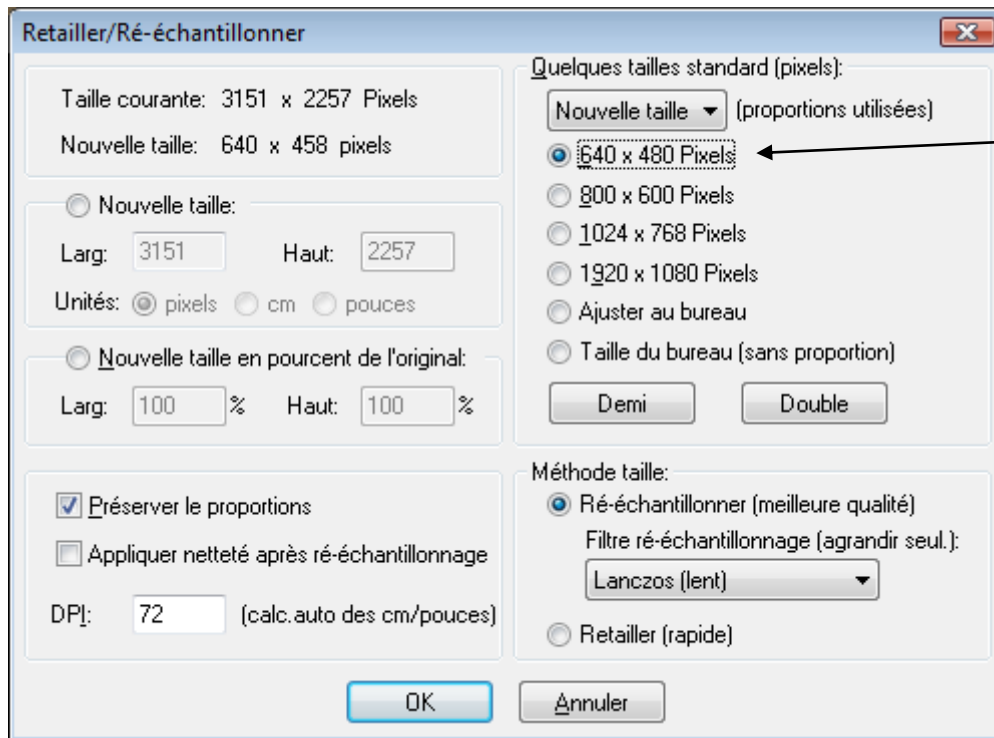 Retailler/Ré-échantillonner
Taille courante: 3151 x 2257 Pixels
Nouvelle taille: 640 x 458 pixels
Nouvelle taille:
Larg: 3151 Haut: 2257
Unités: pixels cm pouces
Nouvelle taille en pourcent de l'original:
Larg: 100 % Haut: 100 %
Préserver le proportions
Appliquer netteté après ré-échantillonnage
DPI: 72 (calc.auto des cm/pouces)
Quelques tailles standard (pixels):
Nouvelle taille (proportions utilisées)
640 x 480 Pixels
800 x 600 Pixels
1024 x 768 Pixels
1920 x 1080 Pixels
Ajuster au bureau
Taille du bureau (sans proportion)
Demi Double
Méthode taille:
Ré-échantillonner (meilleure qualité)
Filtre ré-échantillonnage (agrandir seul.):
Lanczos (lent)
Retailler (rapide)
OK Annuler